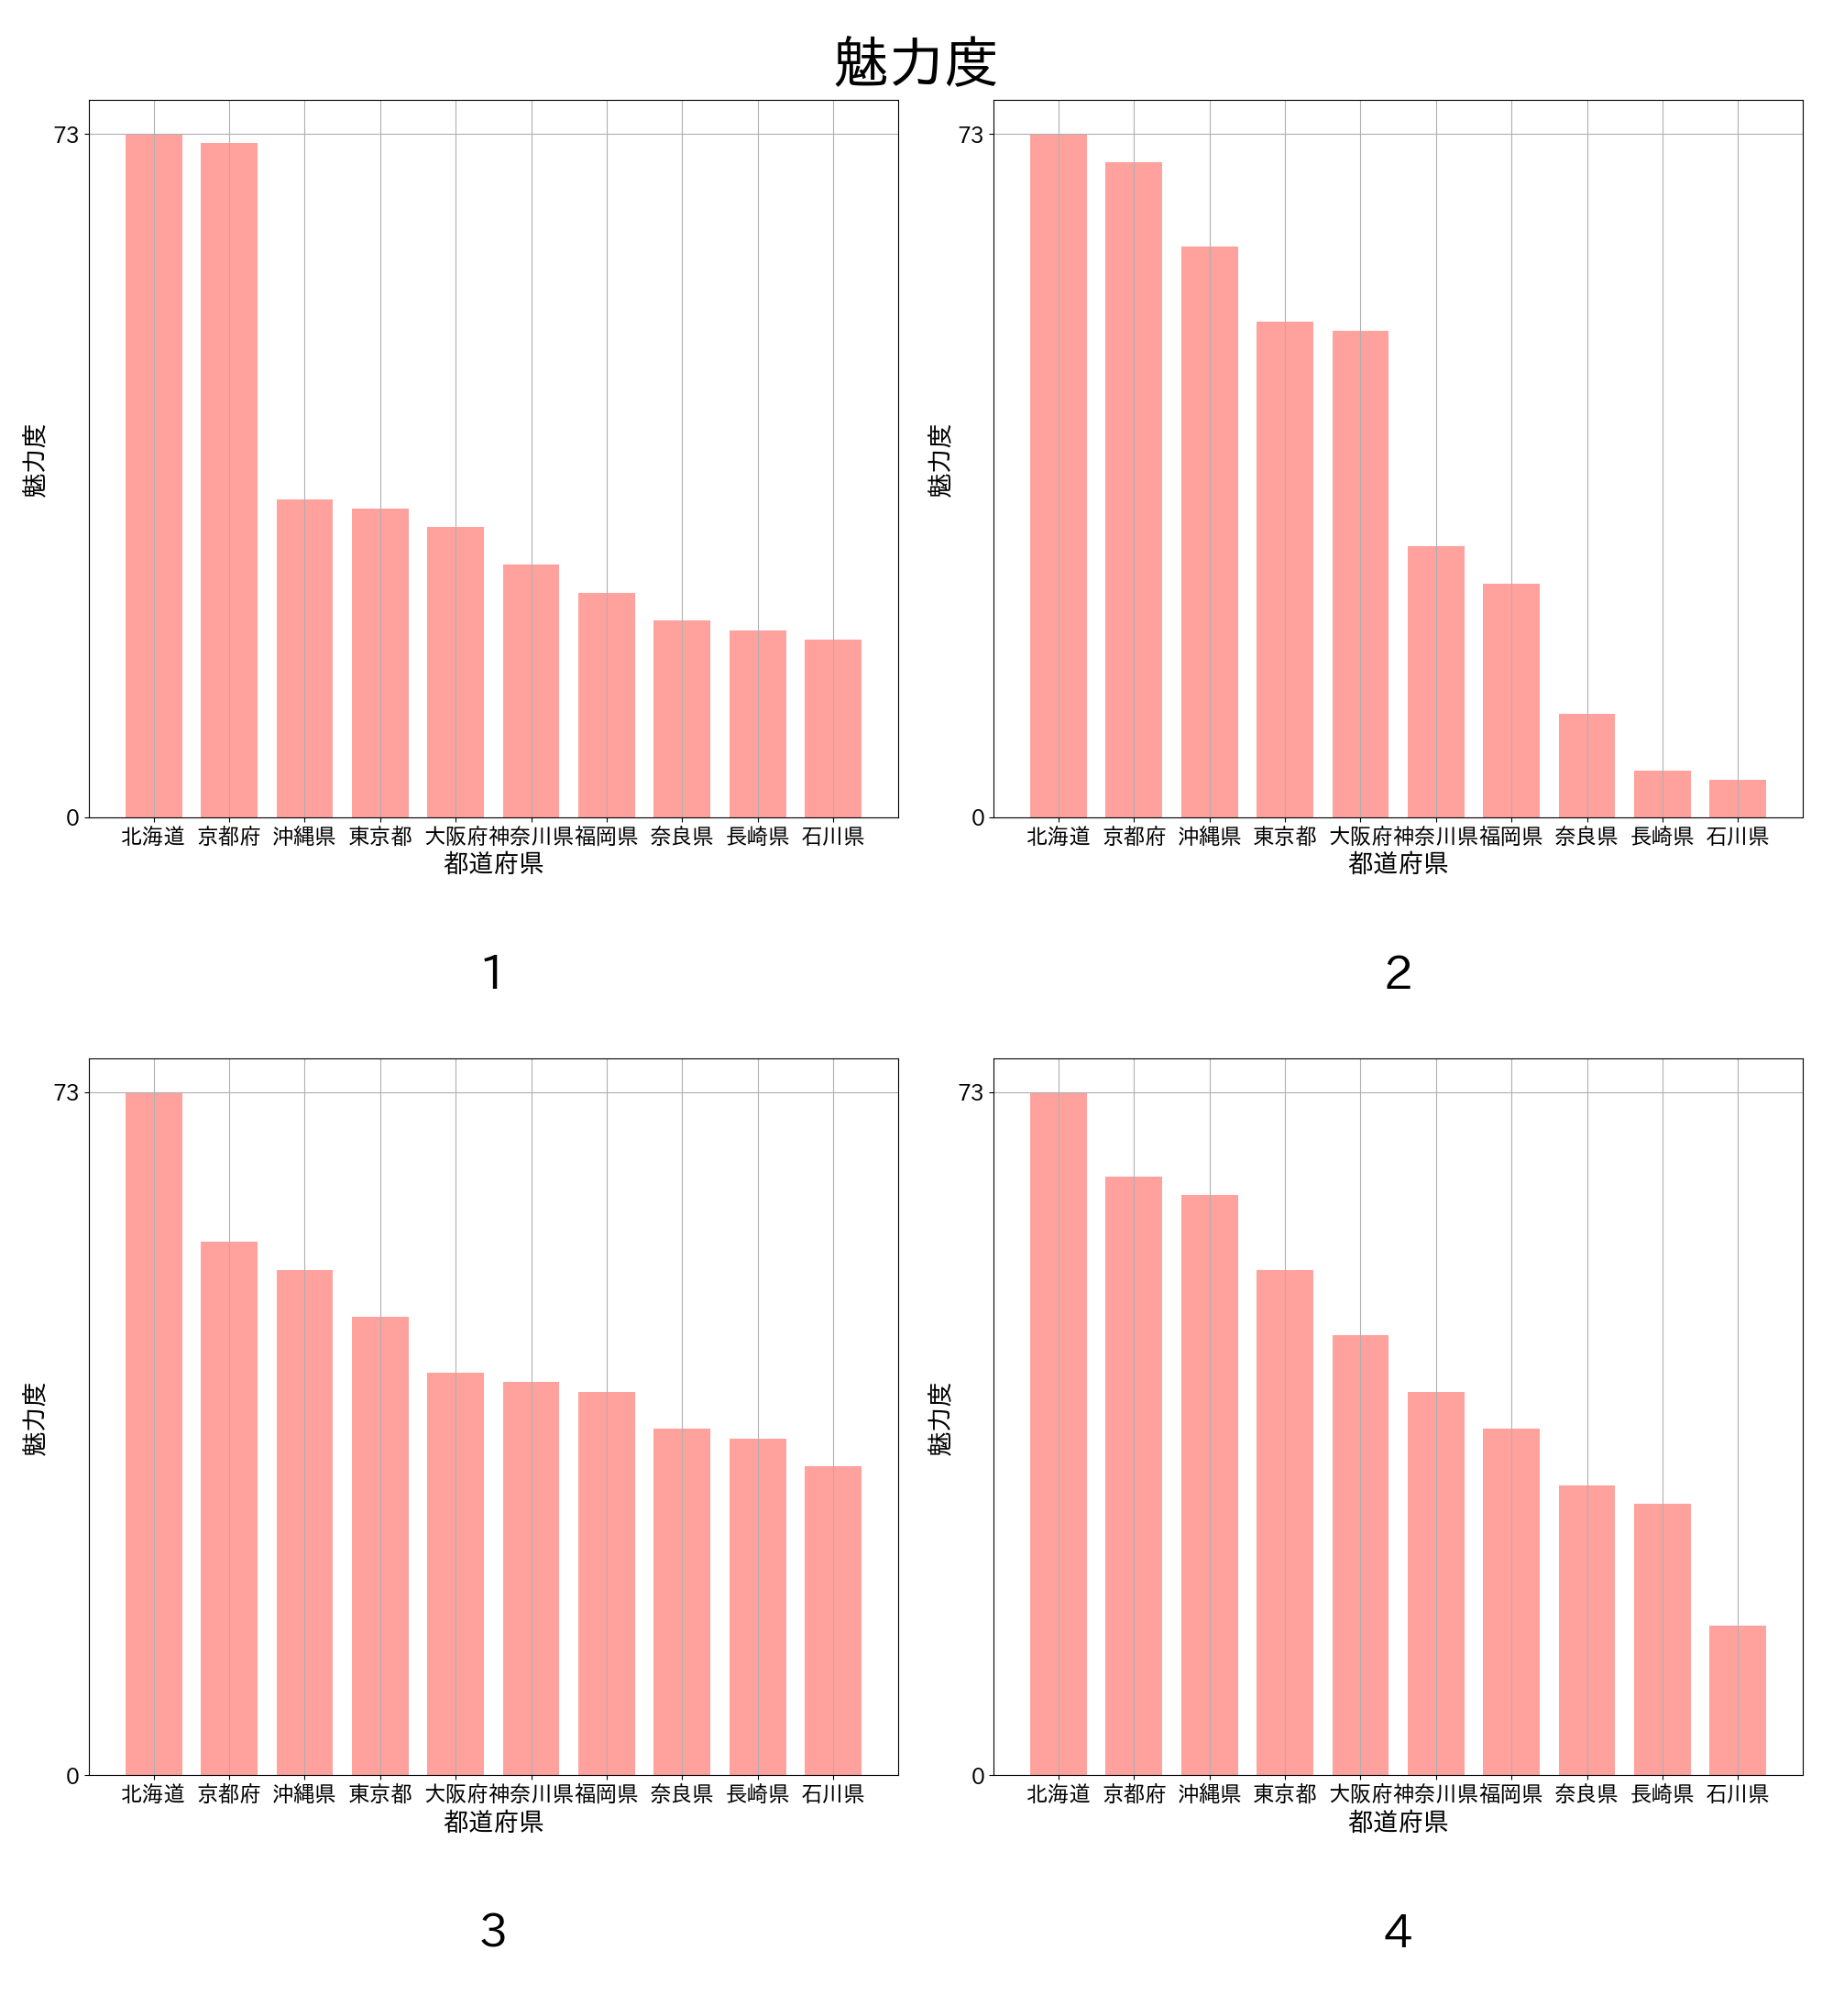 魅力度
73
0
魅力度
北海道 京都府 沖縄県 東京都 大阪府 神奈川県 福岡県 奈良県 長崎県 石川県
都道府県
1
73
0
魅力度
北海道 京都府 沖縄県 東京都 大阪府 神奈川県 福岡県 奈良県 長崎県 石川県
都道府県
2
73
0
魅力度
北海道 京都府 沖縄県 東京都 大阪府 神奈川県 福岡県 奈良県 長崎県 石川県
都道府県
3
73
0
魅力度
北海道 京都府 沖縄県 東京都 大阪府 神奈川県 福岡県 奈良県 長崎県 石川県
都道府県
4